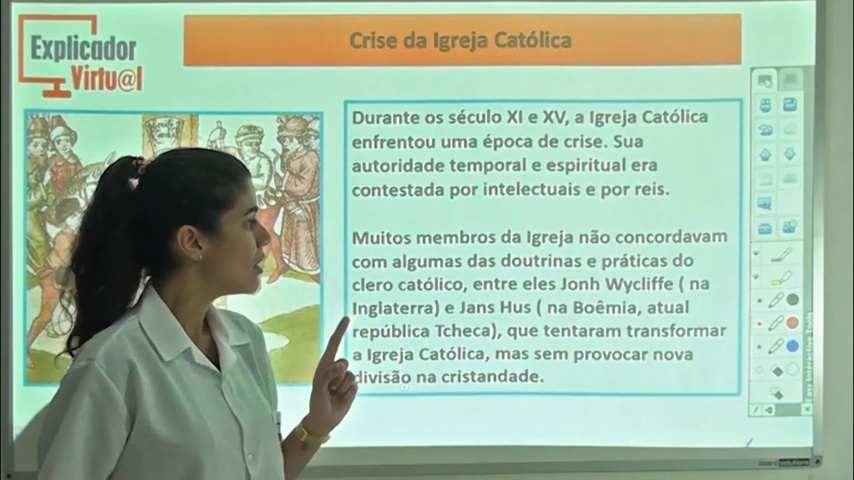 Explicador
Virtu@l
Crise da Igreja Católica
Durante os século XI e XV, a Igreja Católica
enfrentou uma época de crise. Sua
autoridade temporal e espiritual era
contestada por intelectuais e por reis.
Muitos membros da Igreja não concordavam
com algumas das doutrinas e práticas do
clero católico, entre eles Jonh Wycliffe ( na
Inglaterra) e Jans Hus ( na Boêmia, atual
república Tcheca), que tentaram transformar
a Igreja Católica, mas sem provocar nova
divisão na cristandade.
Easy Interactive Tools